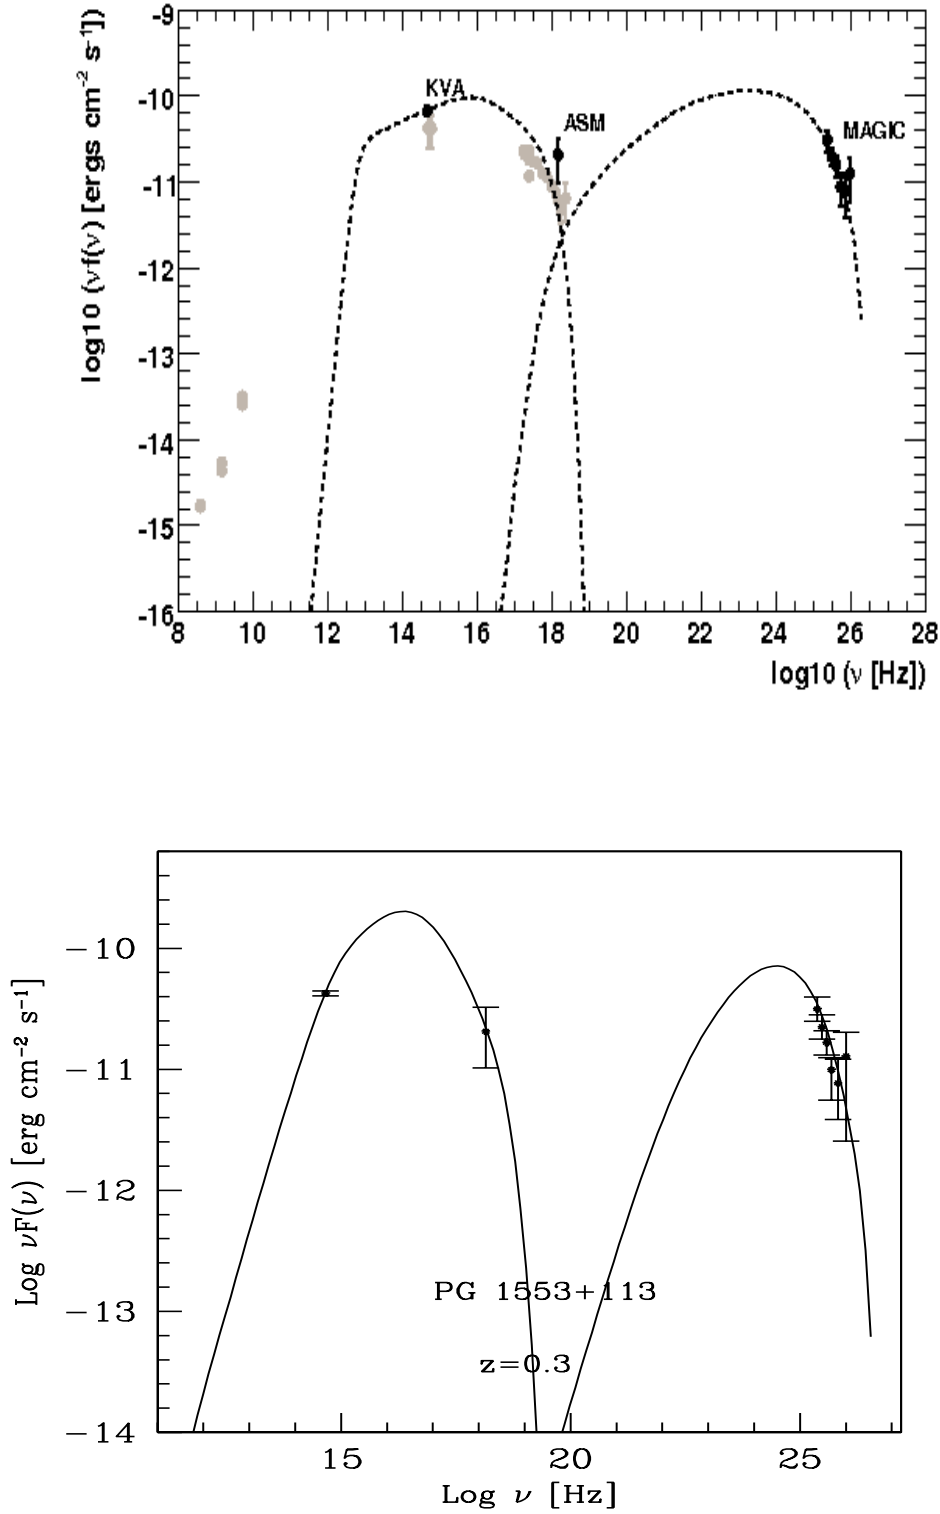 -9
log10 (νf(ν) [ergs cm⁻² s⁻¹])
KVA
-10
ASM
MAGIC
-11
-12
-13
-14
-15
-16
8 10 12 14 16 18 20 22 24 26 28
log10 (ν [Hz])
Log νF(ν) [erg cm⁻² s⁻¹]
−10
−11
−12
PG 1553+113
−13
z=0.3
−14
15 20 25
Log ν [Hz]